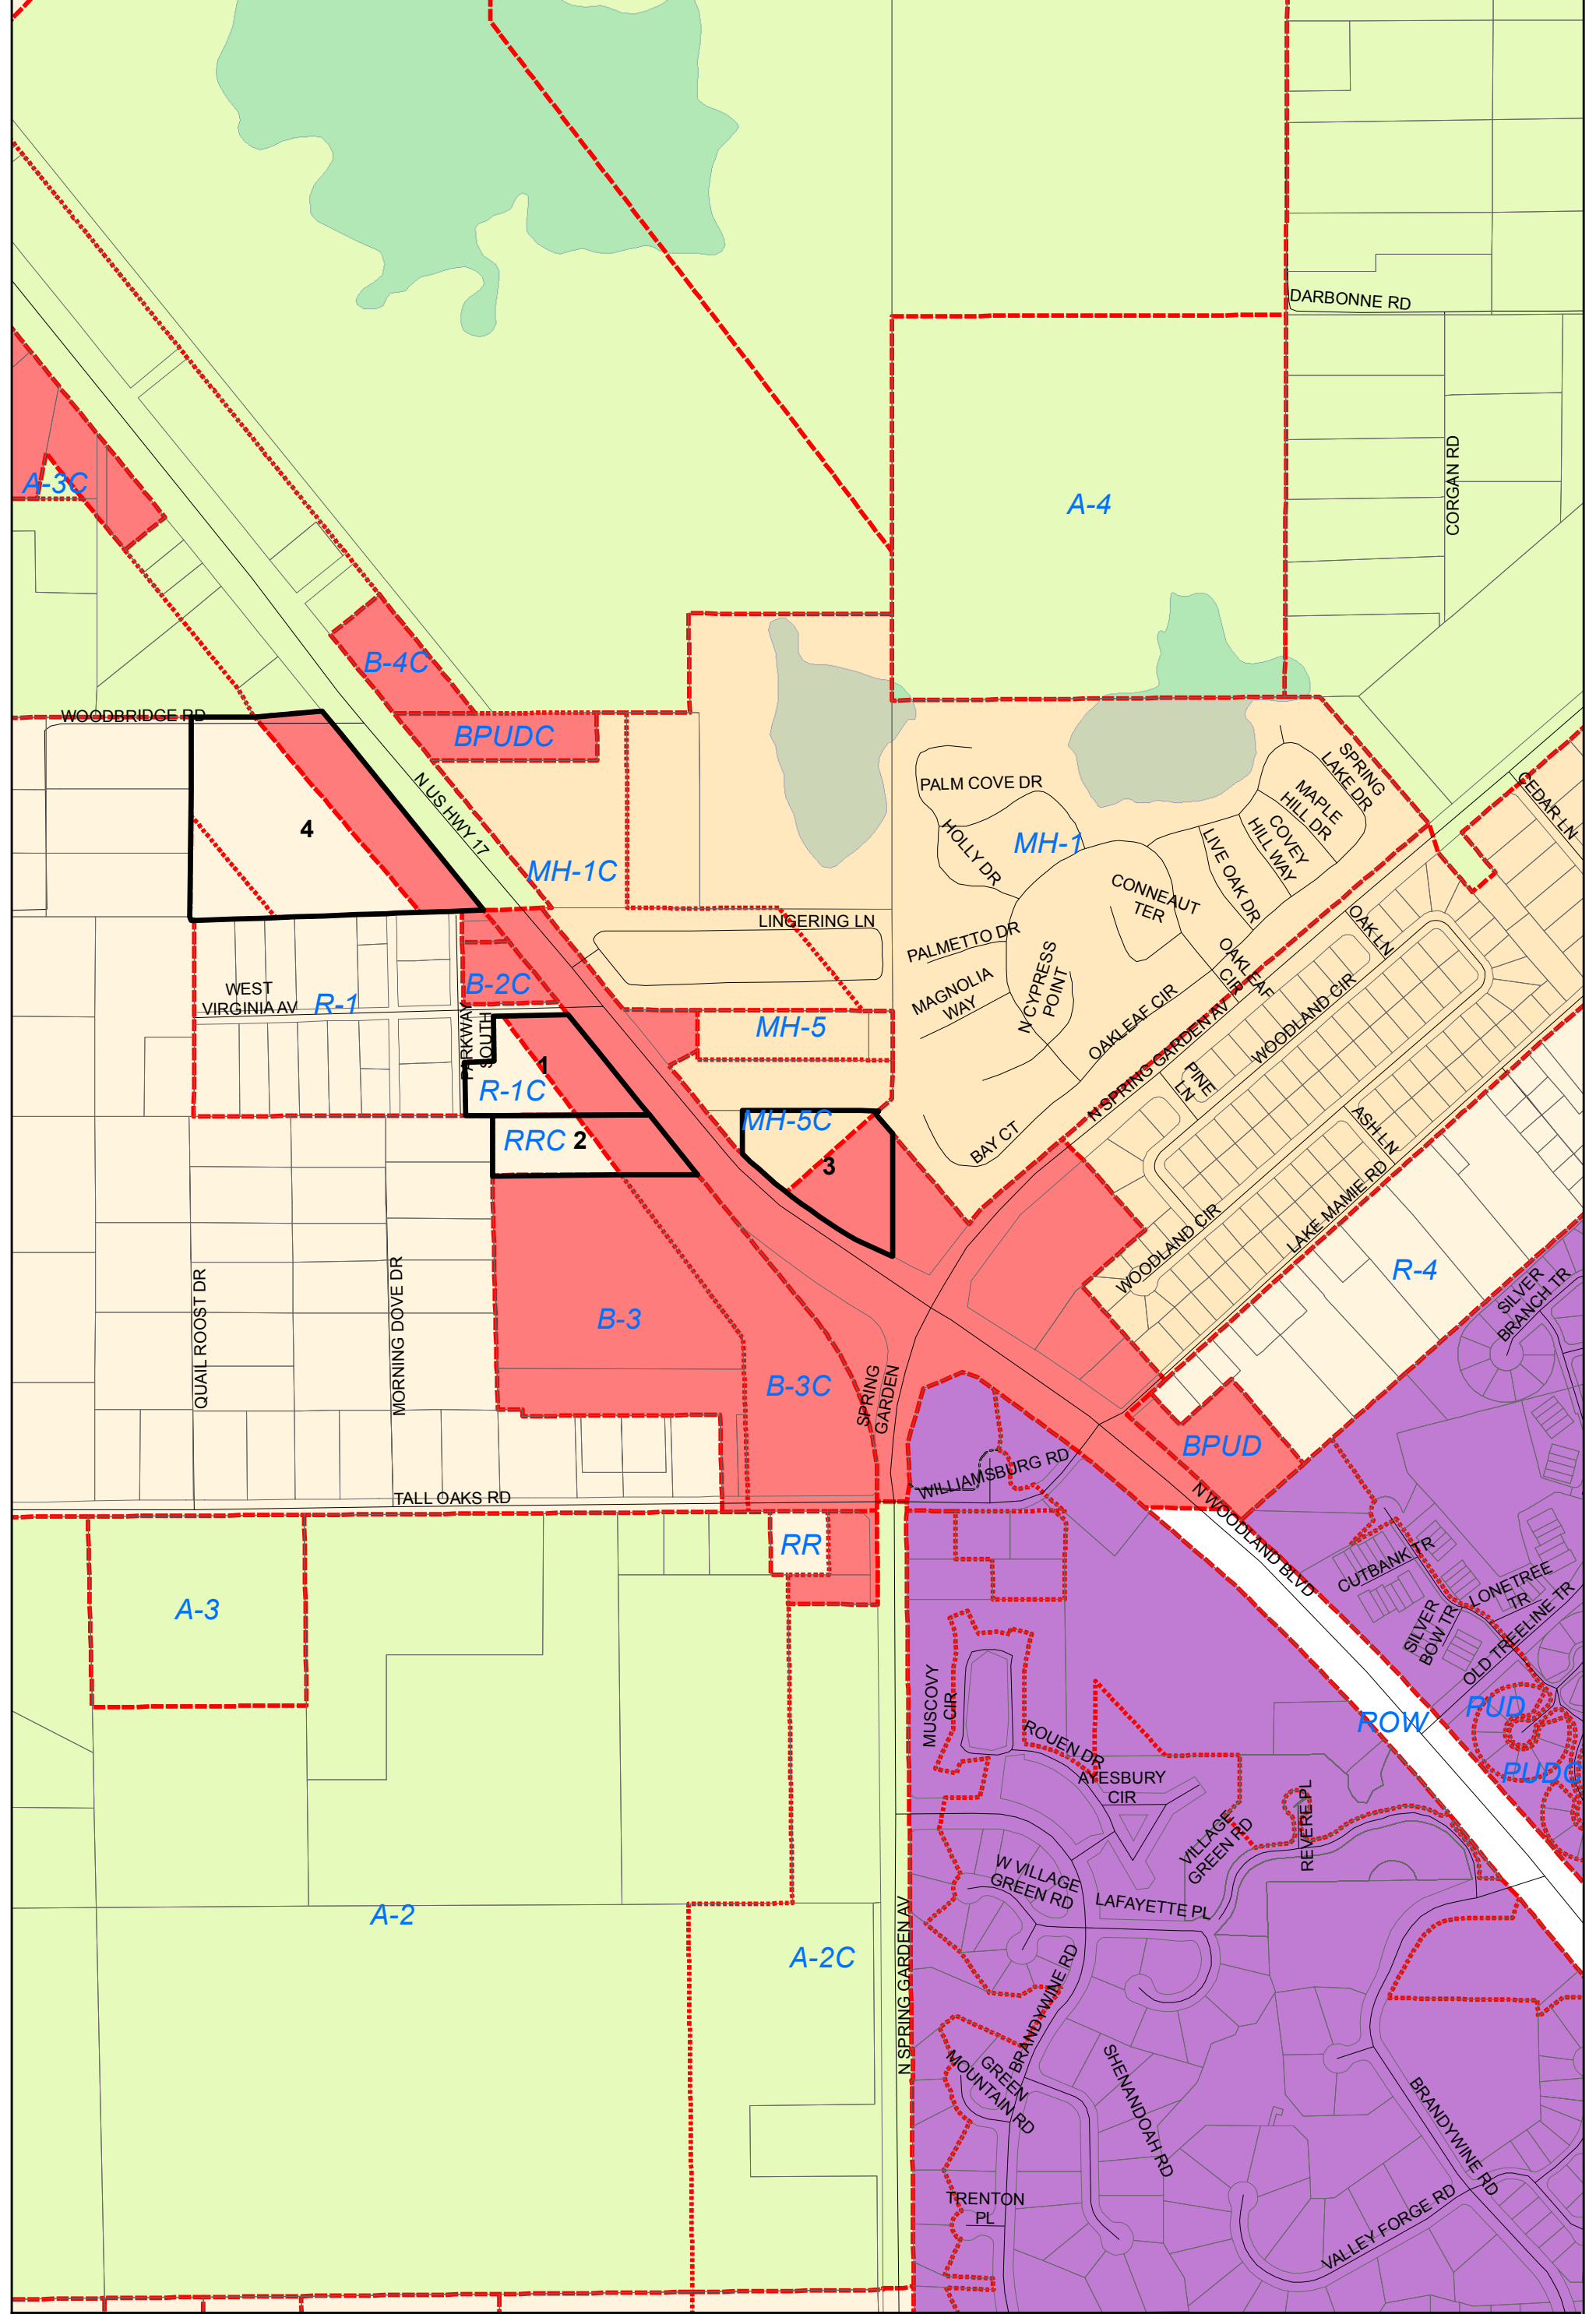 DARBONNE RD
A-3C
CORGAN RD
A-4
B-4C
WOODBRIDGE RD
BPUDC
N US HWY 17
PALM COVE DR
SPRING
LAKE DR
MAPLE
HILL DR
CEDAR LN
4
MH-1
COVEY
HILL WAY
HOLLY DR
LIVE OAK DR
MH-1C
CONNEAUT
TER
LINGERING LN
OAK LN
PALMETTO DR
OAKLEAF
CIR
B-2C
WEST
VIRGINIA AV
R-1
MAGNOLIA
WAY
N CYPRESS
POINT
WOODLAND CIR
OAKLEAF CIR
MH-5
PARKWAY
SOUTH
N SPRING GARDEN AV
1
R-1C
PINE
LN
MH-5C
ASH LN
RRC
2
BAY CT
3
LAKE MAMIE RD
WOODLAND CIR
R-4
QUAIL ROOST DR
MORNING DOVE DR
B-3
SILVER
BRANCH TR
B-3C
SPRING
GARDEN
BPUD
WILLIAMSBURG RD
TALL OAKS RD
N WOODLAND BLVD
RR
CUTBANK TR
LONETREE
TR
A-3
SILVER
BOW TR
OLD TREELINE TR
MUSCOVY
CIR
ROW
PUD
ROUEN DR
AYESBURY
CIR
PUDC
REVERE PL
VILLAGE
GREEN RD
W VILLAGE
GREEN RD
LAFAYETTE PL
A-2
A-2C
N SPRING GARDEN AV
BRANDYWINE RD
GREEN
MOUNTAIN RD
SHENANDOAH RD
BRANDYWINE RD
TRENTON
PL
VALLEY FORGE RD